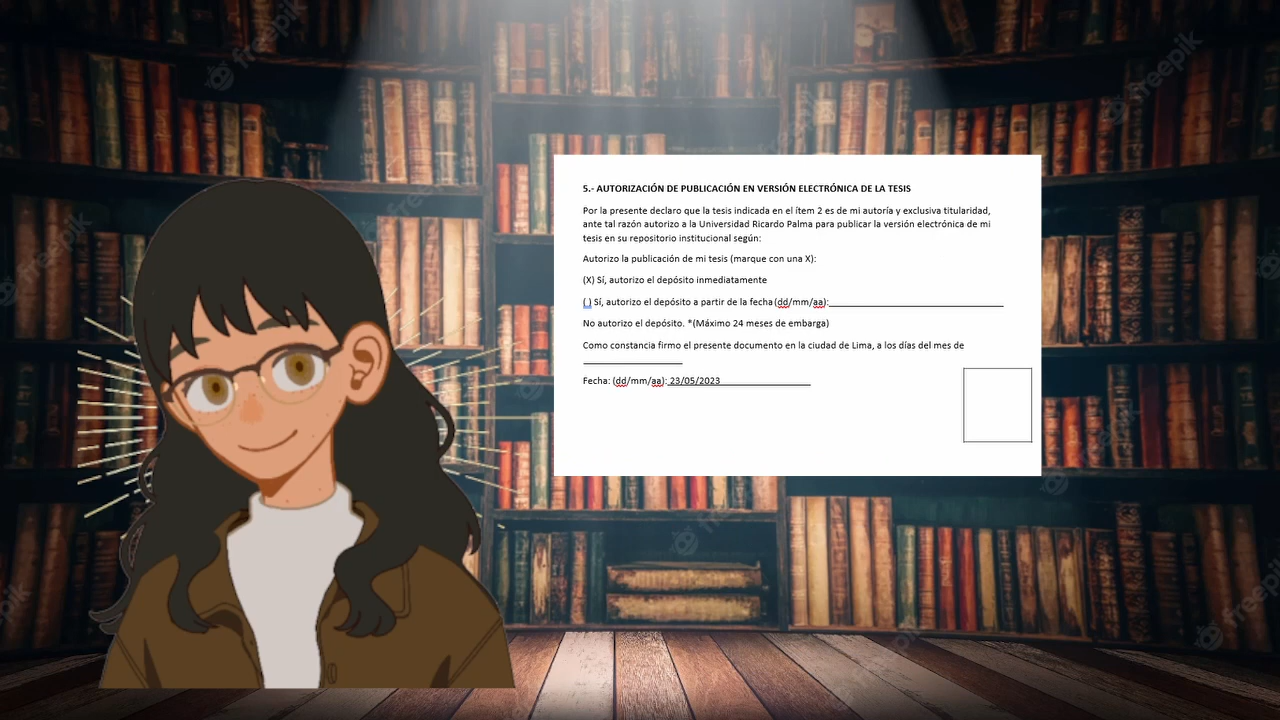 5.- AUTORIZACIÓN DE PUBLICACIÓN EN VERSIÓN ELECTRÓNICA DE LA TESIS
Por la presente declaro que la tesis indicada en el ítem 2 es de mi autoría y exclusiva titularidad,
ante tal razón autorizo a la Universidad Ricardo Palma para publicar la versión electrónica de mi
tesis en su repositorio institucional según:
Autorizo la publicación de mi tesis (marque con una X):
(X) Sí, autorizo el depósito inmediatamente
( ) Sí, autorizo el depósito a partir de la fecha(dd/mm/aa):
No autorizo el depósito. *(Máximo 24 meses de embarga)
Como constancia firmo el presente documento en la ciudad de Lima, a los días del mes de
Fecha: (dd/mm/aa): 23/05/2023
freepik
freepik
freepik
freepik